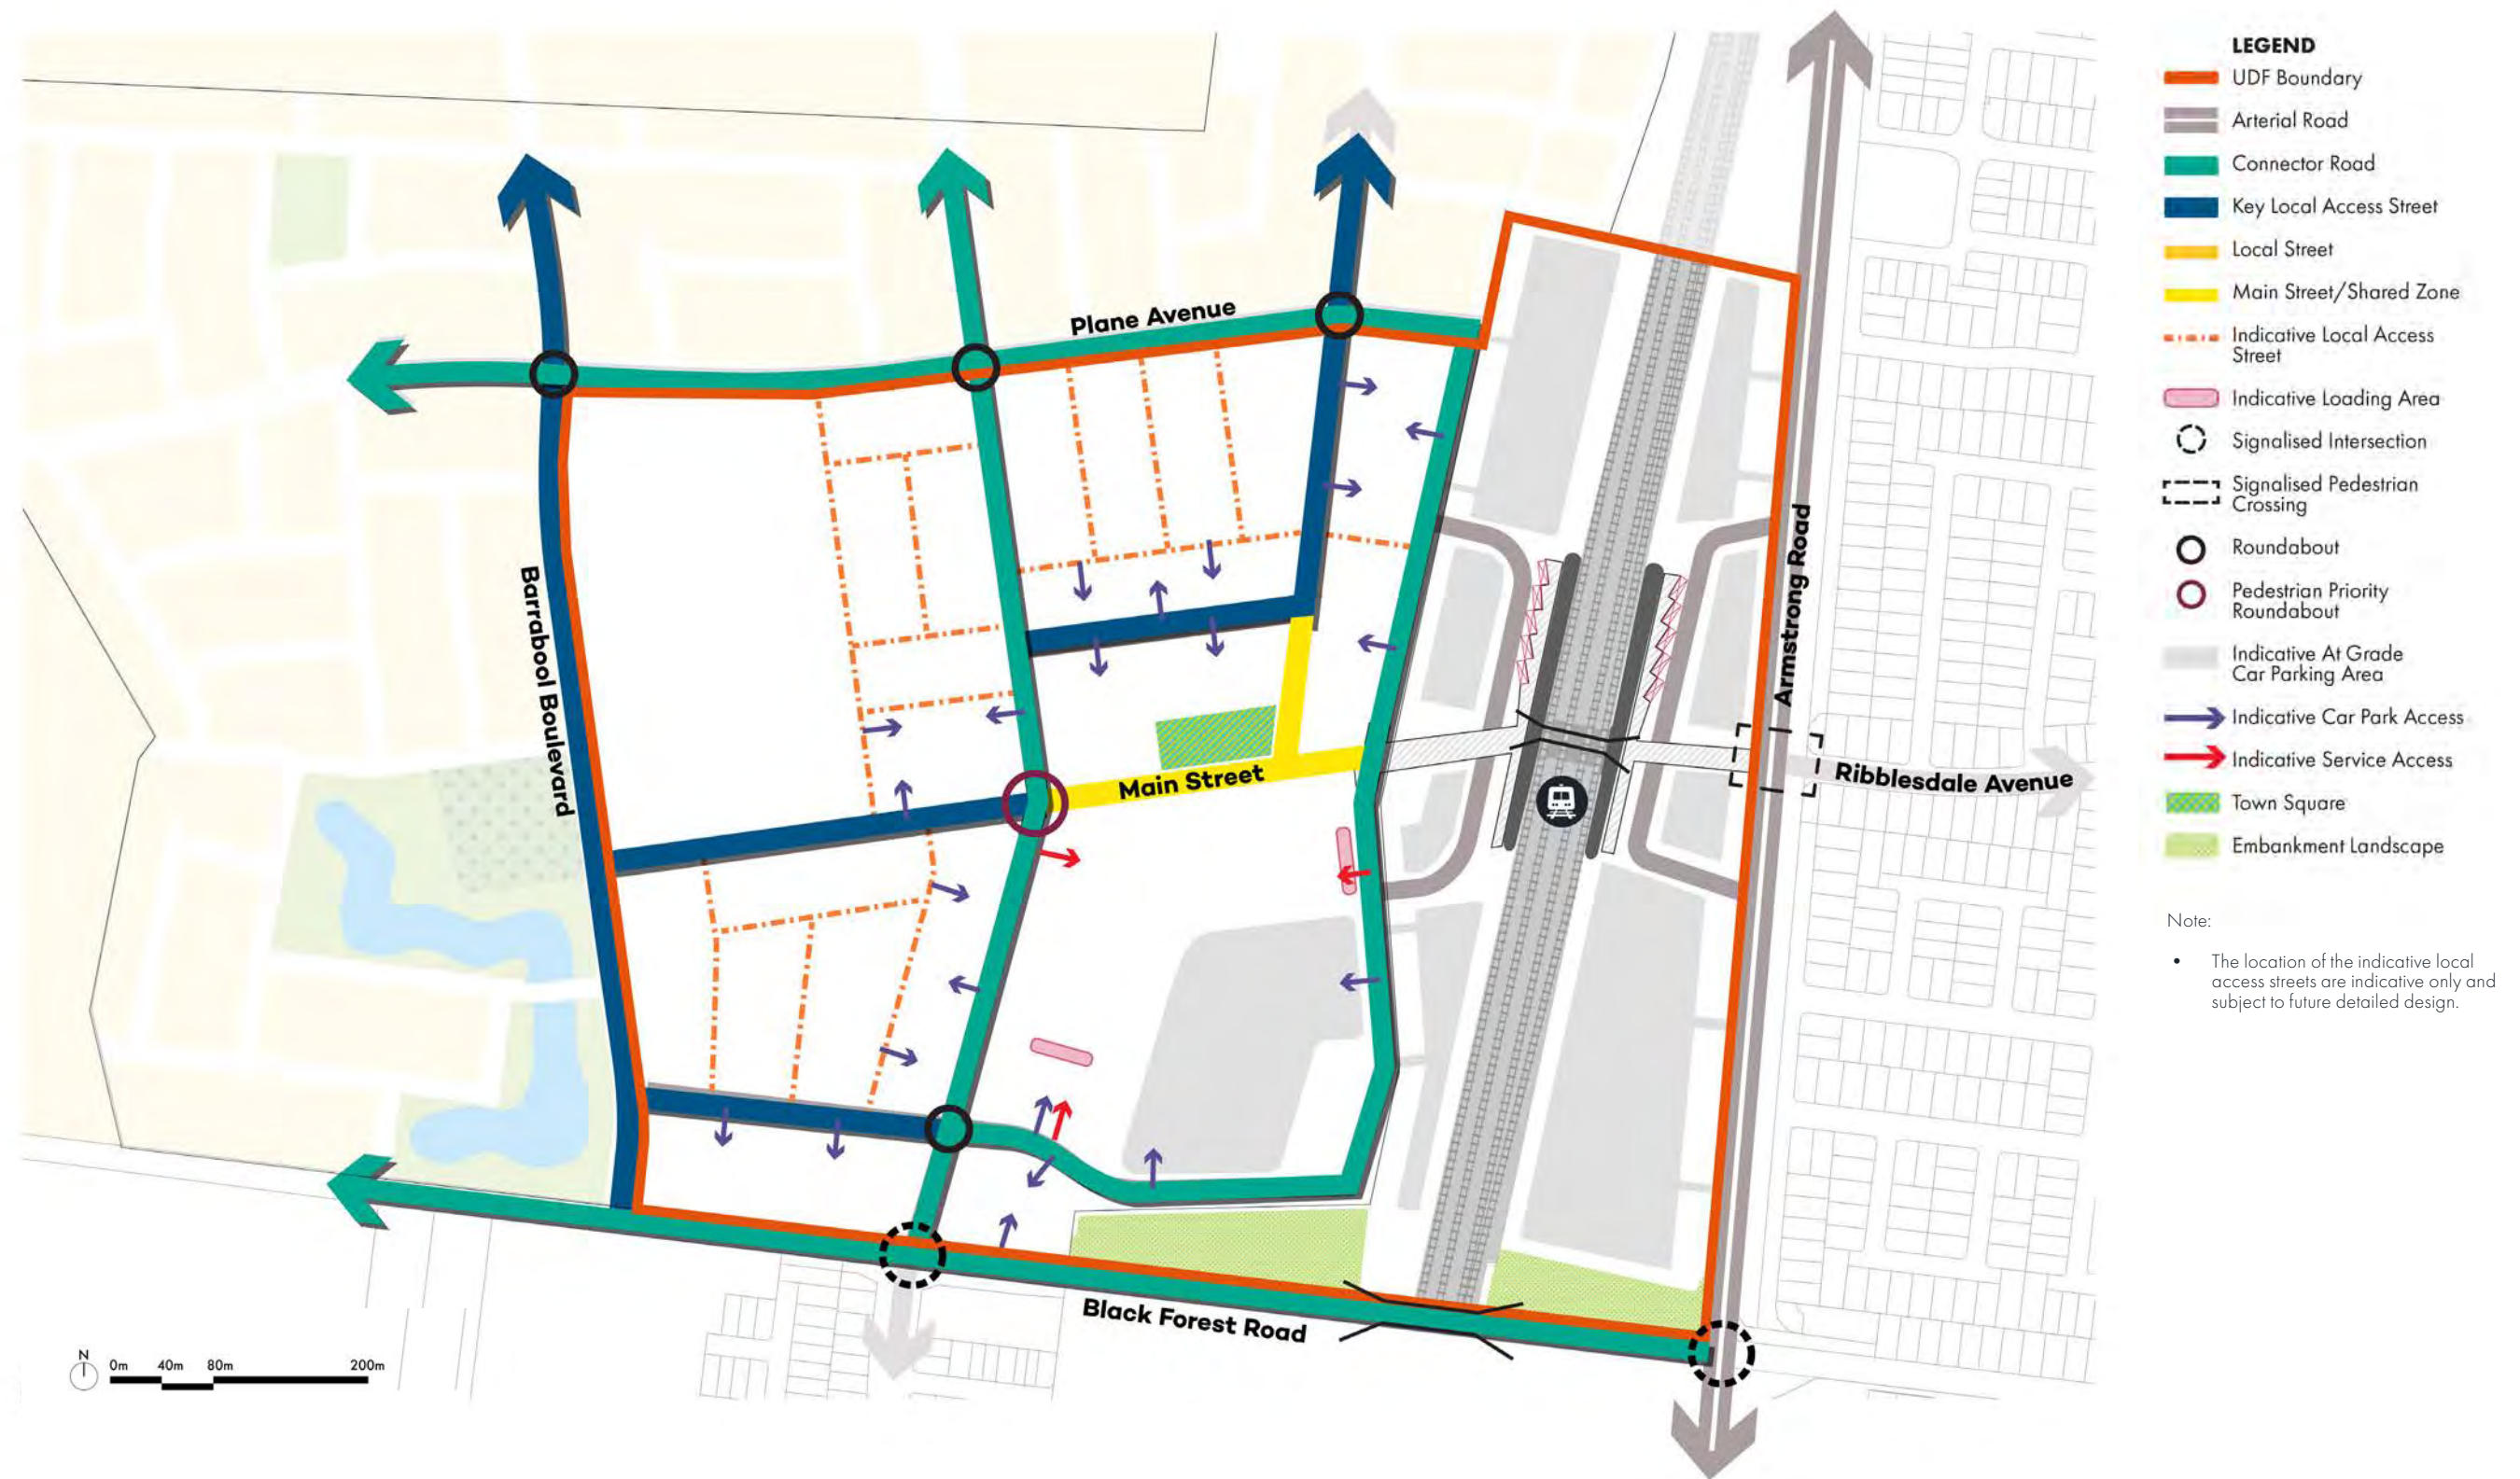 Plane Avenue
Barrabool Boulevard
Armstrong Road
Main Street
Ribblesdale Avenue
Black Forest Road
N
0m 40m 80m 200m
LEGEND
UDF Boundary
Arterial Road
Connector Road
Key Local Access Street
Local Street
Main Street/Shared Zone
Indicative Local Access
Street
Indicative Loading Area
Signalised Intersection
Signalised Pedestrian
Crossing
Roundabout
Pedestrian Priority
Roundabout
Indicative At Grade
Car Parking Area
Indicative Car Park Access
Indicative Service Access
Town Square
Embankment Landscape
Note:
• The location of the indicative local
access streets are indicative only and
subject to future detailed design.